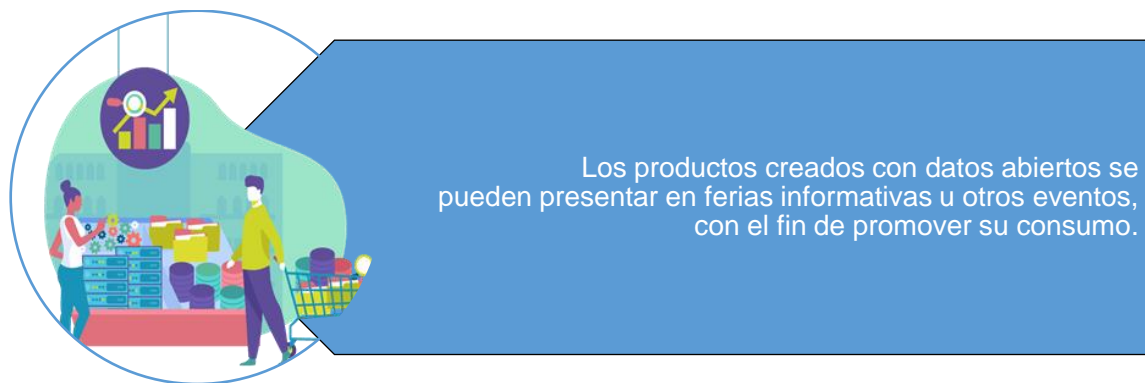 Los productos creados con datos abiertos se
pueden presentar en ferias informativas u otros eventos,
con el fin de promover su consumo.